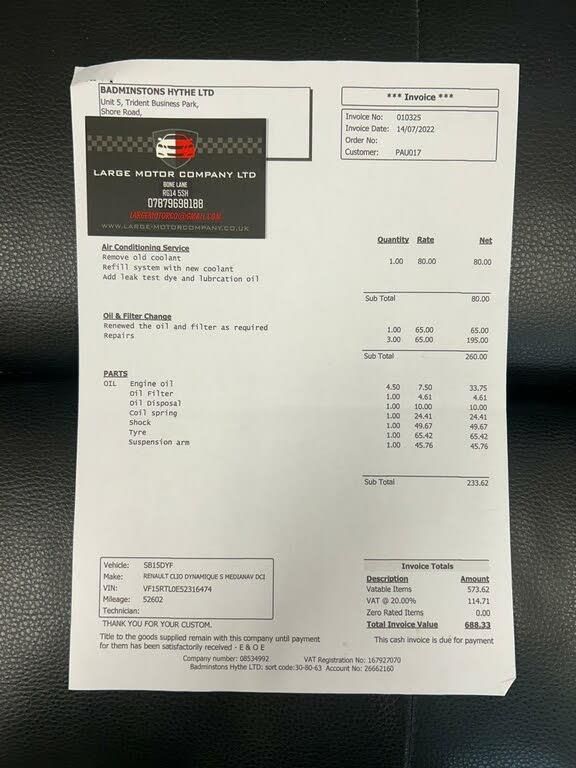 BADMINSTONS HYTHE LTD
Unit 5, Trident Business Park,
Shore Road,
*** Invoice ***
Invoice No: 010325
Invoice Date: 14/07/2022
Order No:
Customer: PAU017
LARGE MOTOR COMPANY LTD
BONE LANE
RG14 5SH
07879698188
LARGEMOTORCO@GMAIL.COM
WWW.LARGE-MOTORCOMPANY.CO.UK
Quantity Rate Net
Air Conditioning Service
Remove old coolant 1.00 80.00 80.00
Refill system with new coolant
Add leak test dye and lubrcation oil
Sub Total 80.00
Oil & Filter Change
Renewed the oil and filter as required 1.00 65.00 65.00
Repairs 3.00 65.00 195.00
Sub Total 260.00
PARTS
OIL Engine oil 4.50 7.50 33.75
Oil Filter 1.00 4.61 4.61
Oil Disposal 1.00 10.00 10.00
Coil spring 1.00 24.41 24.41
Shock 1.00 49.67 49.67
Tyre 1.00 65.42 65.42
Suspension arm 1.00 45.76 45.76
Sub Total 233.62
Vehicle: SB15DYF
Make: RENAULT CLIO DYNAMIQUE S MEDIANAV DCI
VIN: VF15RTL0E52316474
Mileage: 52602
Technician:
Invoice Totals
Description Amount
Vatable Items 573.62
VAT @ 20.00% 114.71
Zero Rated Items 0.00
Total Invoice Value 688.33
THANK YOU FOR YOUR CUSTOM.
Title to the goods supplied remain with this company until payment
for them has been satisfactorily received - E & O E
This cash invoice is due for payment
Company number: 08534992 VAT Registration No: 167927070
Badminstons Hythe LTD: sort code:30-80-63 Account No: 26662160